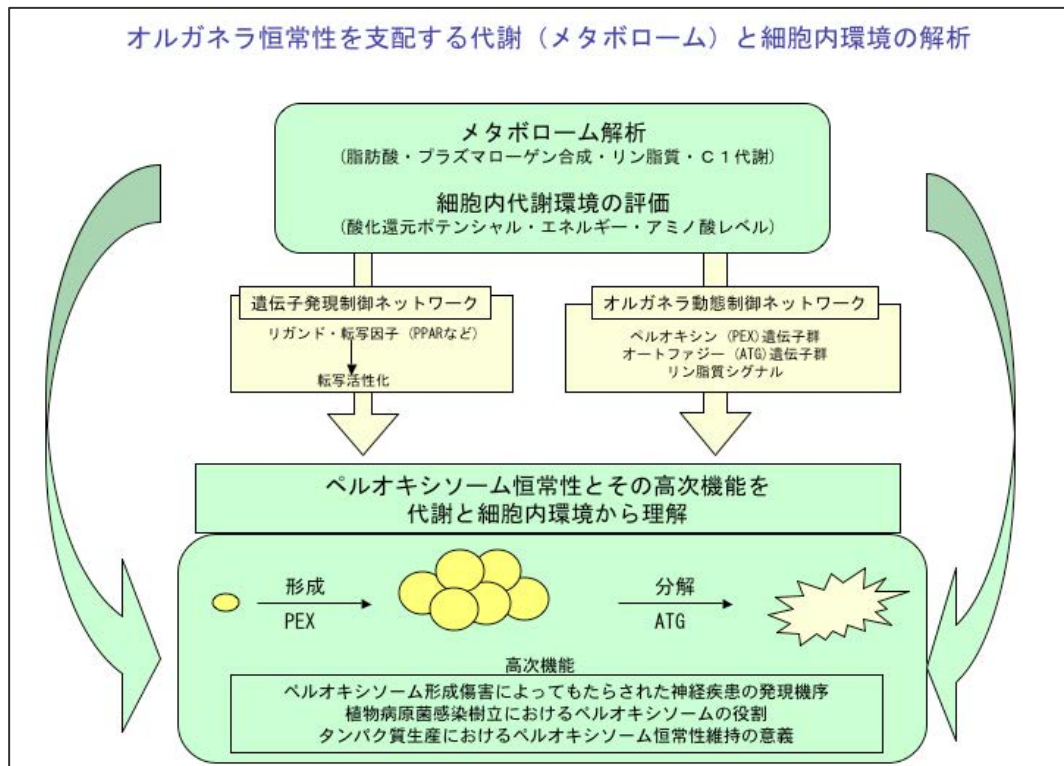 オルガネラ恒常性を支配する代謝（メタボローム）と細胞内環境の解析
メタボローム解析
(脂肪酸・プラズマローゲン合成・リン脂質・Ｃ１代謝)
細胞内代謝環境の評価
(酸化還元ポテンシャル・エネルギー・アミノ酸レベル)
遺伝子発現制御ネットワーク
リガンド・転写因子 (PPARなど)
転写活性化
オルガネラ動態制御ネットワーク
ペルオキシン (PEX) 遺伝子群
オートファジー (ATG) 遺伝子群
リン脂質シグナル
ペルオキシソーム恒常性とその高次機能を
代謝と細胞内環境から理解
形成
PEX
分解
ATG
高次機能
ペルオキシソーム形成傷害によってもたらされた神経疾患の発現機序
植物病原菌感染樹立におけるペルオキシソームの役割
タンパク質生産におけるペルオキシソーム恒常性維持の意義